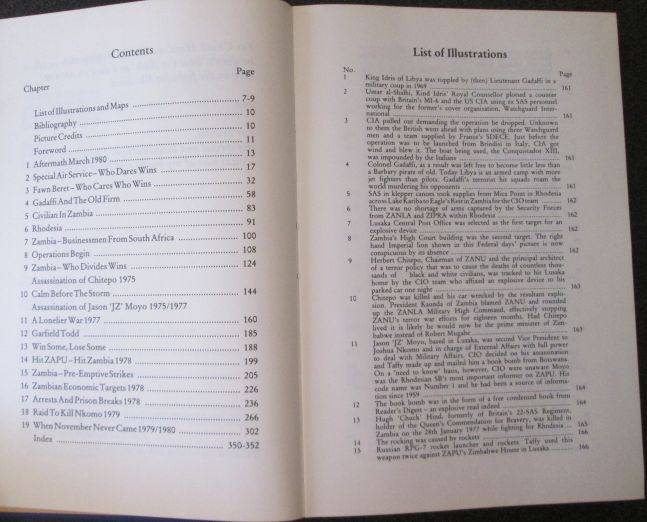 Contents
Page
Chapter
List of Illustrations and Maps ........ 7-9
Bibliography ........ 10
Picture Credits ........ 10
Foreword ........ 11
1 Aftermath March 1980 ........ 13
2 Special Air Service – Who Dares Wins ........ 17
3 Fawn Beret – Who Cares Who Wins ........ 32
4 Gadaffi And The Old Firm ........ 58
5 Civilian In Zambia ........ 83
6 Rhodesia ........ 91
7 Zambia – Businessmen From South Africa ........ 100
8 Operations Begin ........ 108
9 Zambia – Who Divides Wins ........ 124
Assassination of Chitepo 1975
10 Calm Before The Storm ........ 144
Assassination of Jason 'JZ' Moyo 1975/1977
11 A Lonelier War 1977 ........ 160
12 Garfield Todd ........ 185
13 Win Some, Lose Some ........ 188
14 Hit ZAPU – Hit Zambia 1978 ........ 199
15 Zambia – Pre-Emptive Strikes ........ 205
16 Zambian Economic Targets 1978 ........ 226
17 Arrests And Prison Breaks 1978 ........ 236
18 Raid To Kill Nkomo 1979 ........ 266
19 When November Never Came 1979/1980 ........ 302
Index ........ 350-352
List of Illustrations
No. Page
1 King Idris of Libya was toppled by (then) Lieutenant Gadaffi in a
military coup in 1969 ........ 161
2 Umar al-Shalhi, Kind Idris' Royal Counsellor plotted a counter
coup with Britain's MI-6 and the US CIA using ex SAS personnel
working for the former's cover organisation, Watchguard Inter-
national ........ 161
3 CIA pulled out demanding the operation be dropped. Unknown
to them the British went ahead with plans using three Watchguard
men and a team supplied by France's SDECE. Just before the
operation was to be launched from Brindisi in Italy, CIA got
wind and blew it. The boat being used, the Conquistador XIII,
was impounded by the Italians ........ 161
4 Colonel Gadaffi, as a result was left free to become little less than
a Barbary pirate of old. Today Libya is an armed camp with more
jet fighters than pilots. Gadaffi's terrorist his squads roam the
world murdering his opponents ........ 161
5 SAS in klepper canoes took supplies from Mica Point in Rhodesia
across Lake Kariba to Eagle's Rest in Zambia for the CIO team ........ 162
6 There was no shortage of arms captured by the Security Forces
from ZANLA and ZIPRA within Rhodesia ........ 162
7 Lusaka Central Post Office was selected as the first target for an
explosive device ........ 162
8 Zambia's High Court building was the second target. The right
hand Imperial lion shown in this Federal days' picture is now
conspicuous by its absence ........ 162
9 Herbert Chitepo, Chairman of ZANU and the principal architect
of a terror policy that was to cause the deaths of countless thou-
sands of black and white civilians, was tracked to his Lusaka
home by the CIO team who affixed an explosive device to his
parked car one night ........ 163
10 Chitepo was killed and his car wrecked by the resultant explo-
sion. President Kaunda of Zambia blamed ZANU and rounded
up the ZANLA Military High Command, effectively stopping
ZANU's terror war efforts for eighteen months. Had Chitepo
lived it is likely he would now be the prime minister of Zim-
babwe instead of Robert Mugabe ........ 163
11 Jason 'JZ' Moyo, based in Lusaka, was second Vice President to
Joshua Nkomo and in charge of External Affairs with full power
to deal with Military Affairs. CIO decided on his assassination
and Taffy made up and mailed him a book bomb from Botswana.
On a 'need to know' basis, however, CIO were unaware Moyo
was the Rhodesian SB's most important informer on ZAPU. His
code name was Number 1 and he had been a source of informa-
tion since 1959 ........ 164
12 The book bomb was in the form of a free condensed book from
Reader's Digest – an explosive read indeed ........ 164
13 Hugh 'Chuck' Hind, formerly of Britain's 22-SAS Regiment,
holder of the Queen's Commendation for Bravery, was killed in
Zambia on the 28th January 1977 while fighting for Rhodesia ... 165
14 The rocking was caused by rockets ........ 166
15 Russian RPG-7 rocket launcher and rockets. Taffy used this
weapon twice against ZAPU's Zimbabwe House in Lusaka ........ 166